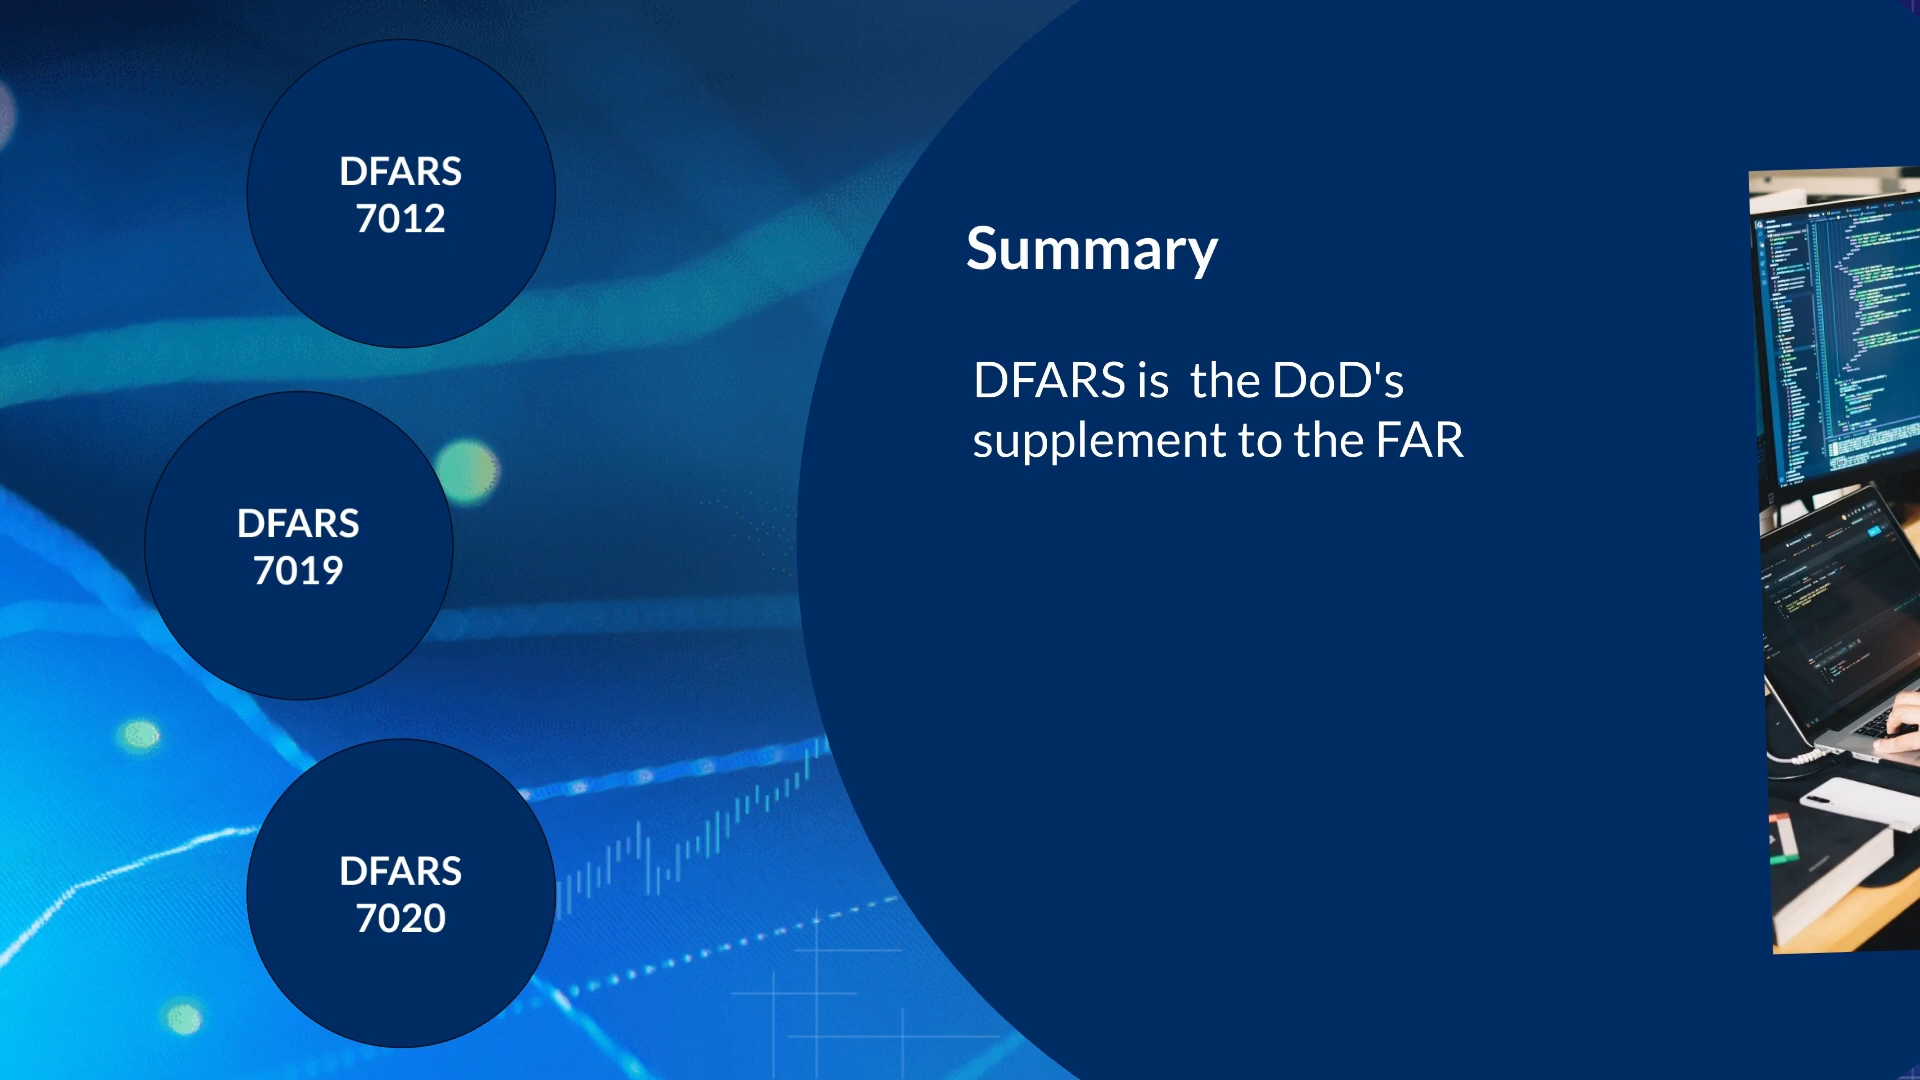 DFARS
7012
DFARS
7019
DFARS
7020
Summary
DFARS is  the DoD's
supplement to the FAR